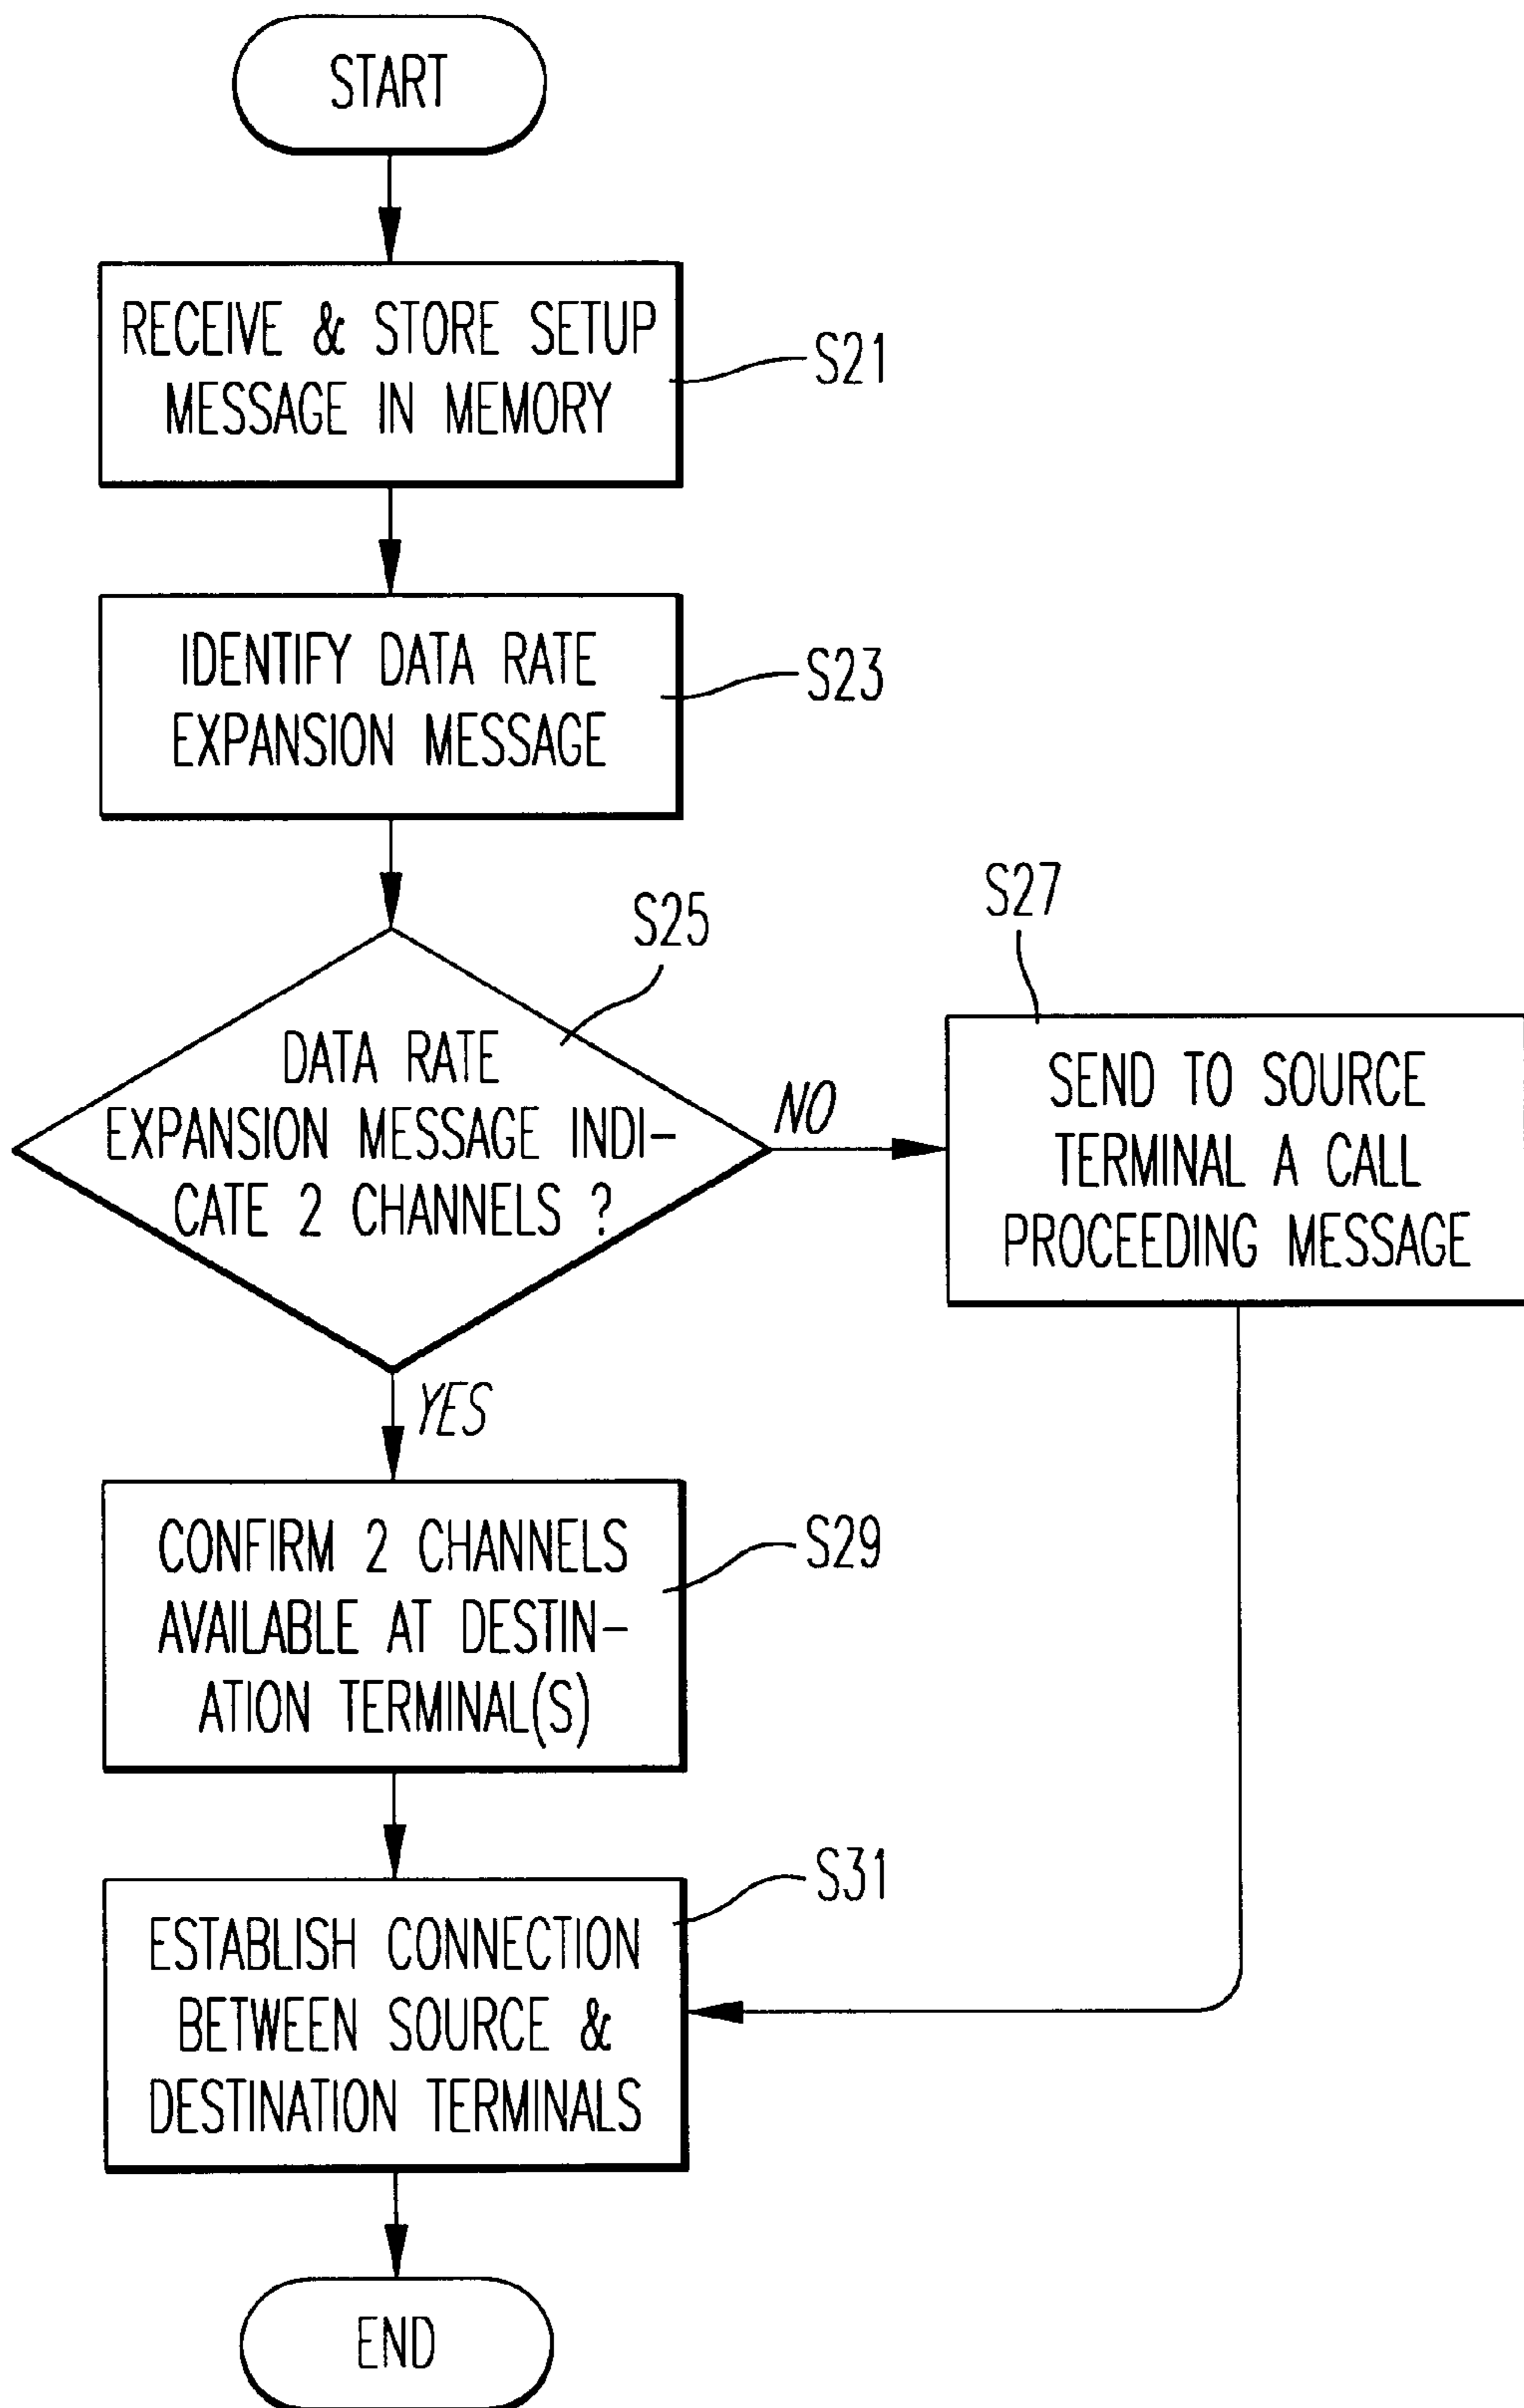 START
RECEIVE & STORE SETUP
MESSAGE IN MEMORY
S21
IDENTIFY DATA RATE
EXPANSION MESSAGE
S23
S25
DATA RATE
EXPANSION MESSAGE INDI-
CATE 2 CHANNELS ?
NO
YES
S27
SEND TO SOURCE
TERMINAL A CALL
PROCEEDING MESSAGE
CONFIRM 2 CHANNELS
AVAILABLE AT DESTIN-
ATION TERMINAL(S)
S29
ESTABLISH CONNECTION
BETWEEN SOURCE &
DESTINATION TERMINALS
S31
END